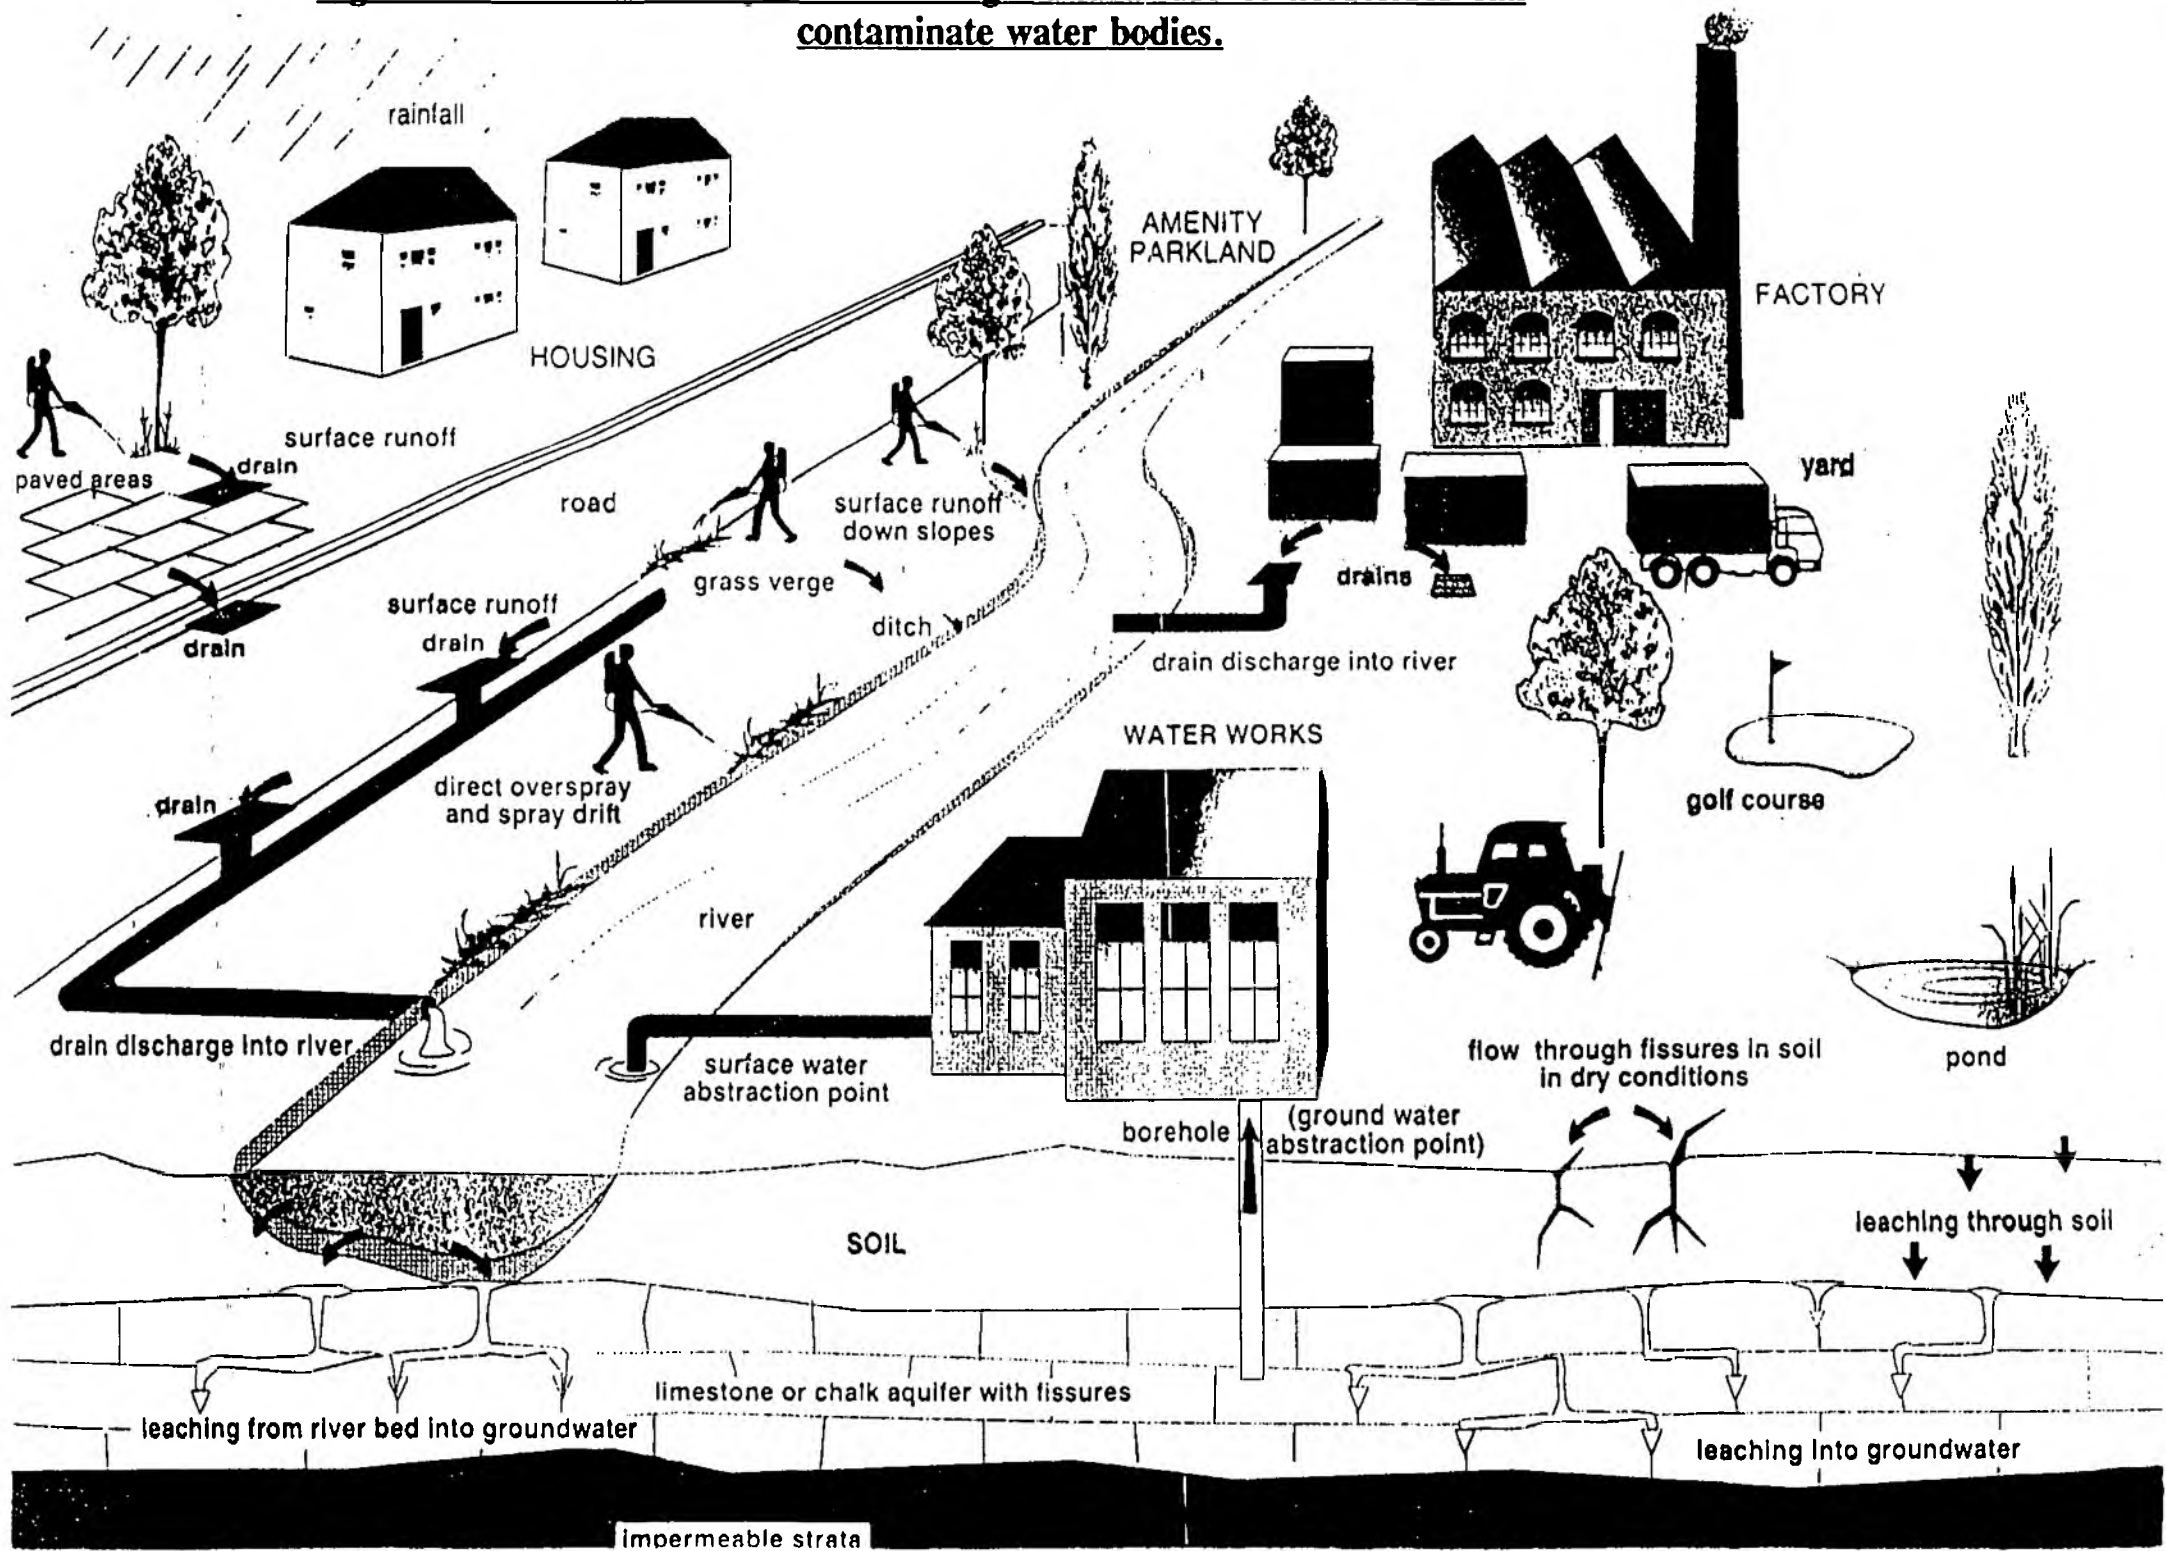 contaminate water bodies.
rainfall
AMENITY
PARKLAND
FACTORY
HOUSING
surface runoff
drain
paved areas
yard
road
surface runoff
down slopes
grass verge
drains
surface runoff
drain
ditch
drain
drain discharge into river
WATER WORKS
direct overspray
and spray drift
drain
golf course
river
drain discharge into river
surface water
abstraction point
flow through fissures in soil
in dry conditions
pond
borehole
(ground water
abstraction point)
leaching through soil
SOIL
limestone or chalk aquifer with fissures
leaching from river bed into groundwater
leaching into groundwater
impermeable strata